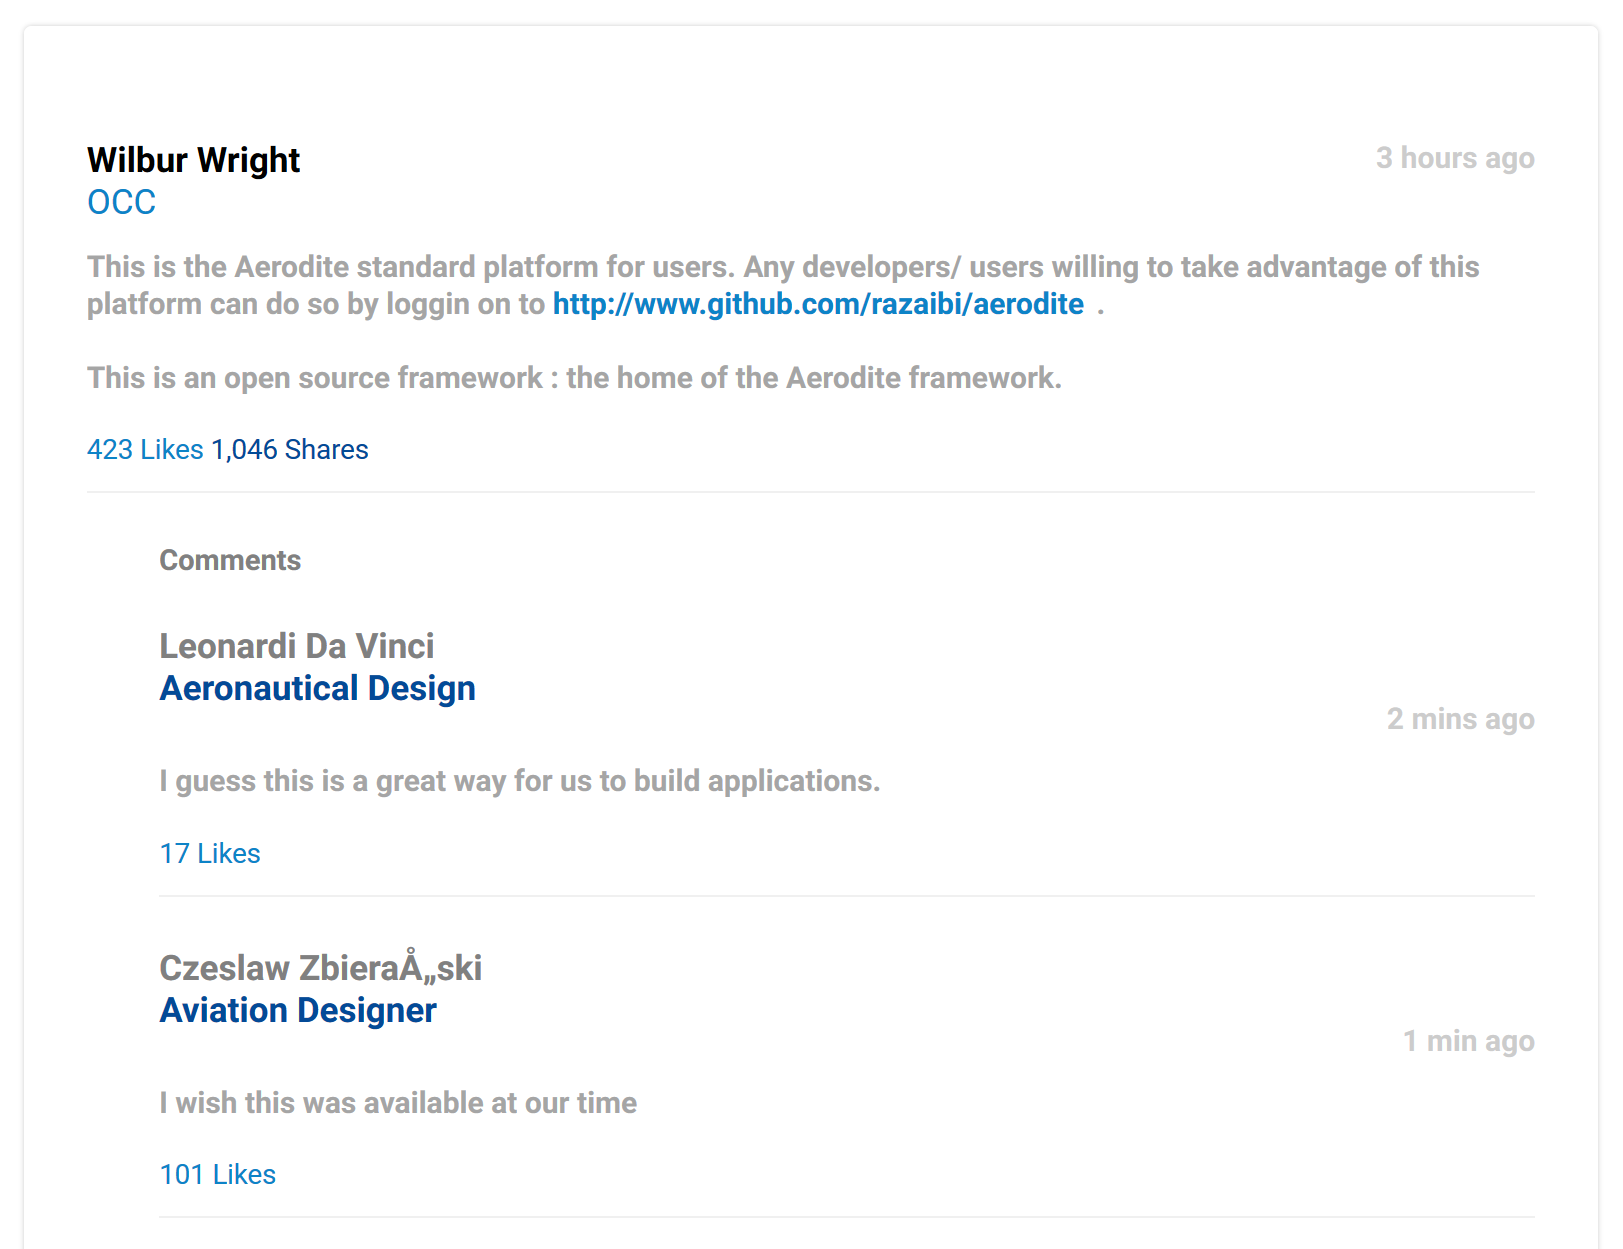 Wilbur Wright
3 hours ago
OCC
This is the Aerodite standard platform for users. Any developers/ users willing to take advantage of this
platform can do so by loggin on to http://www.github.com/razaibi/aerodite .
This is an open source framework : the home of the Aerodite framework.
423 Likes 1,046 Shares
Comments
Leonardi Da Vinci
Aeronautical Design
2 mins ago
I guess this is a great way for us to build applications.
17 Likes
Czeslaw ZbieraÅ„ski
Aviation Designer
1 min ago
I wish this was available at our time
101 Likes